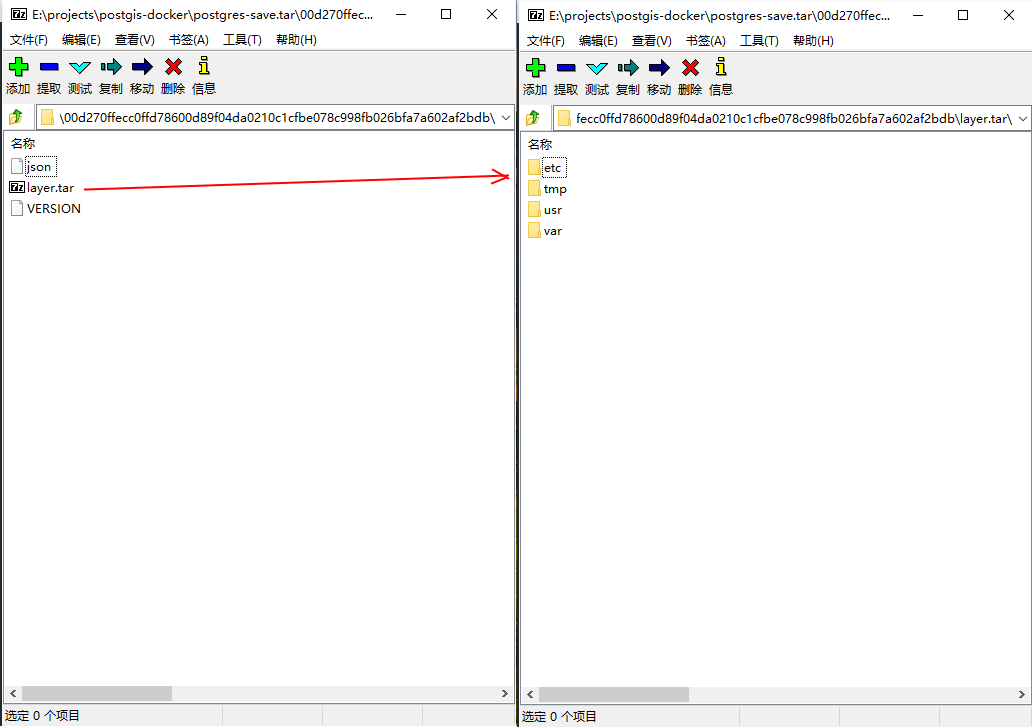 E:\projects\postgis-docker\postgres-save.tar\00d270ffec...
文件(F) 编辑(E) 查看(V) 书签(A) 工具(T) 帮助(H)
添加 提取 测试 复制 移动 删除 信息
\00d270ffecc0ffd78600d89f04da0210c1cfbe078c998fb026bfa7a602af2bdb\
名称
json
layer.tar
VERSION
选定 0 个项目
E:\projects\postgis-docker\postgres-save.tar\00d270ffec...
文件(F) 编辑(E) 查看(V) 书签(A) 工具(T) 帮助(H)
添加 提取 测试 复制 移动 删除 信息
fecc0ffd78600d89f04da0210c1cfbe078c998fb026bfa7a602af2bdb\layer.tar\
名称
etc
tmp
usr
var
选定 0 个项目